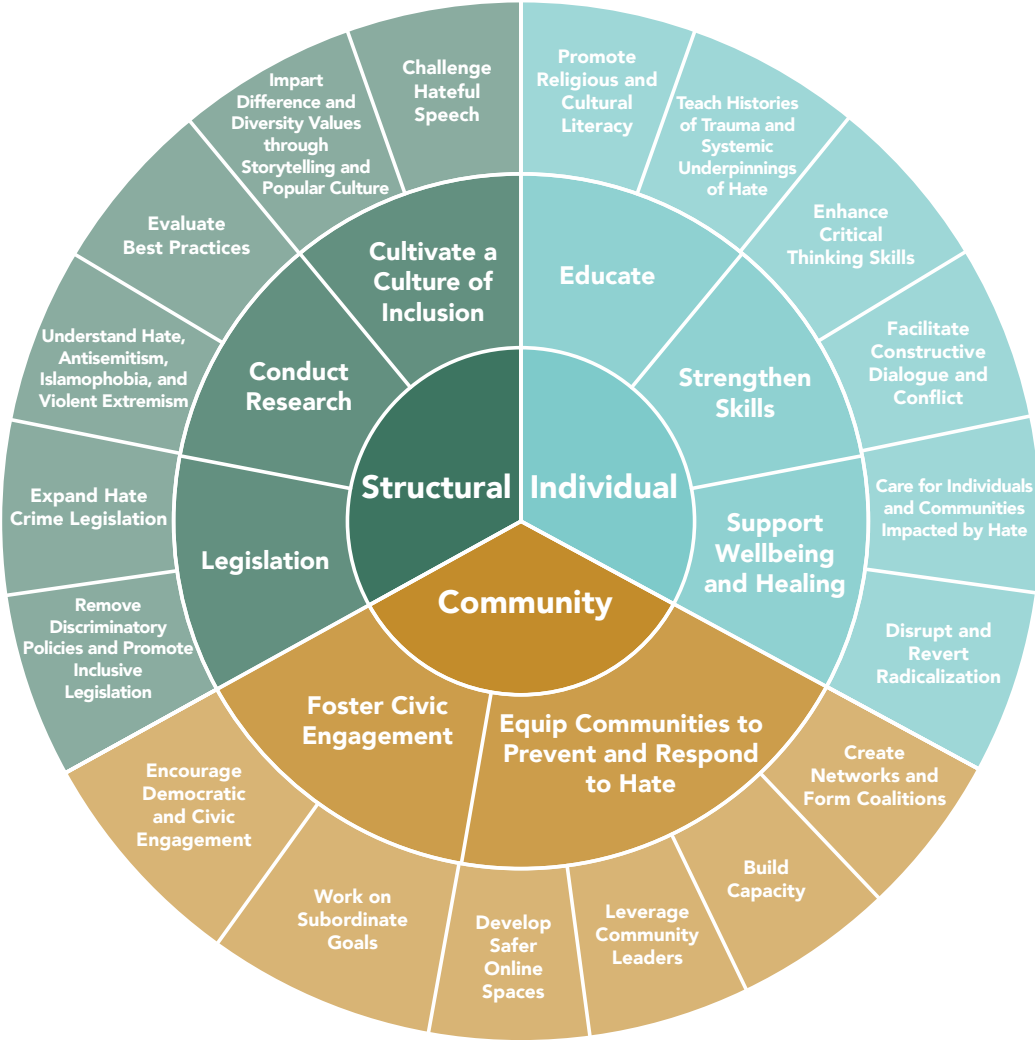 Structural
Individual
Community
Educate
Strengthen
Skills
Support
Wellbeing
and Healing
Equip Communities to
Prevent and Respond
to Hate
Foster Civic
Engagement
Legislation
Conduct
Research
Cultivate a
Culture of
Inclusion
Promote
Religious and
Cultural
Literacy
Teach Histories
of Trauma and
Systemic
Underpinnings
of Hate
Enhance
Critical
Thinking Skills
Facilitate
Constructive
Dialogue and
Conflict
Care for Individuals
and Communities
Impacted by Hate
Disrupt and
Revert
Radicalization
Create
Networks and
Form Coalitions
Build
Capacity
Leverage
Community
Leaders
Develop
Safer
Online
Spaces
Work on
Subordinate
Goals
Encourage
Democratic
and Civic
Engagement
Remove
Discriminatory
Policies and Promote
Inclusive
Legislation
Expand Hate
Crime Legislation
Understand Hate,
Antisemitism,
Islamophobia, and
Violent Extremism
Evaluate
Best Practices
Impart
Difference and
Diversity Values
through
Storytelling and
Popular Culture
Challenge
Hateful
Speech